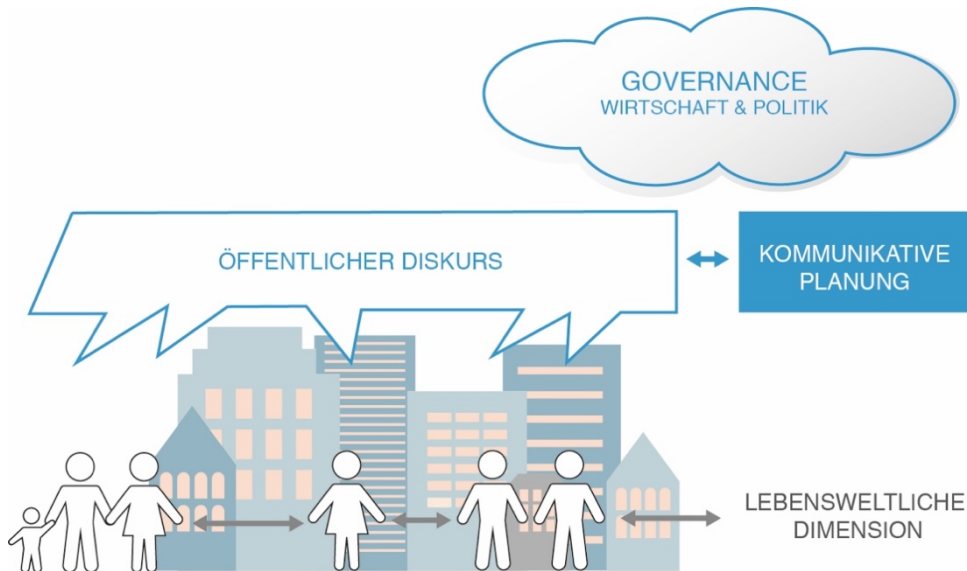 GOVERNANCE
WIRTSCHAFT & POLITIK
ÖFFENTLICHER DISKURS
KOMMUNIKATIVE
PLANUNG
LEBENSWELTLICHE
DIMENSION